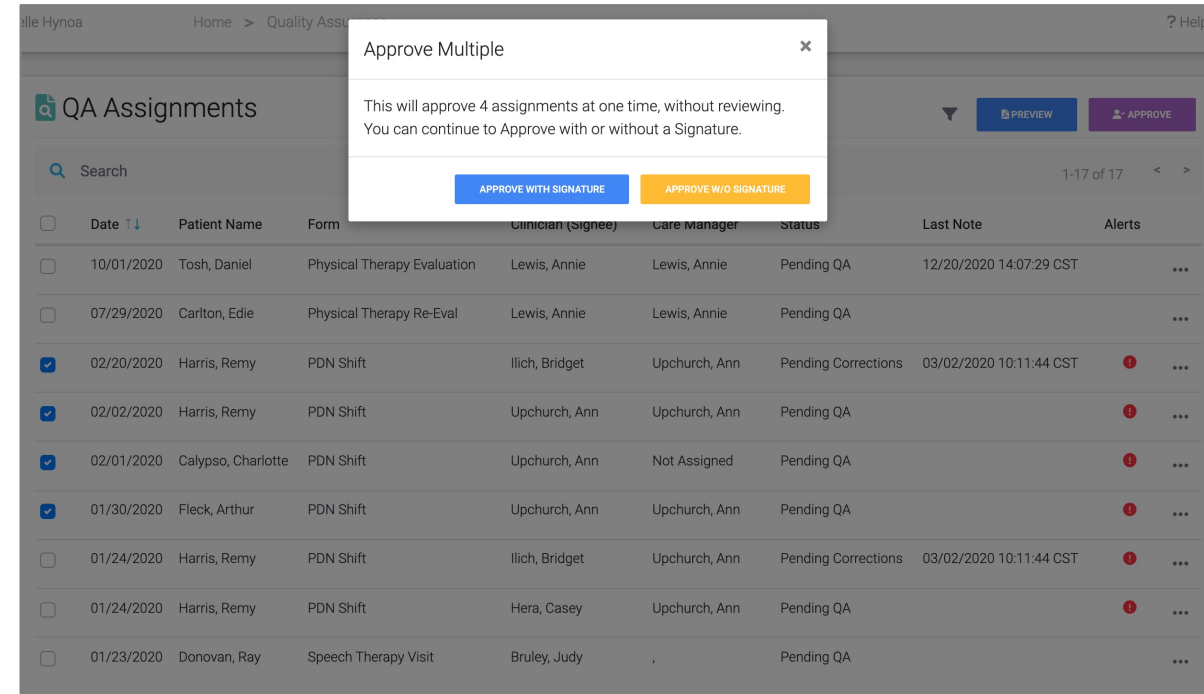 elle Hynoa Home > Quality Assurance ? Help
Approve Multiple ×
This will approve 4 assignments at one time, without reviewing.
You can continue to Approve with or without a Signature.
APPROVE WITH SIGNATURE APPROVE W/O SIGNATURE
QA Assignments PREVIEW APPROVE
Search 1-17 of 17 < >
Date ↑↓ Patient Name Form Clinician (Signee) Care Manager Status Last Note Alerts
10/01/2020 Tosh, Daniel Physical Therapy Evaluation Lewis, Annie Lewis, Annie Pending QA 12/20/2020 14:07:29 CST ...
07/29/2020 Carlton, Edie Physical Therapy Re-Eval Lewis, Annie Lewis, Annie Pending QA ...
02/20/2020 Harris, Remy PDN Shift Ilich, Bridget Upchurch, Ann Pending Corrections 03/02/2020 10:11:44 CST ! ...
02/02/2020 Harris, Remy PDN Shift Upchurch, Ann Upchurch, Ann Pending QA ! ...
02/01/2020 Calypso, Charlotte PDN Shift Upchurch, Ann Not Assigned Pending QA ! ...
01/30/2020 Fleck, Arthur PDN Shift Upchurch, Ann Upchurch, Ann Pending QA ! ...
01/24/2020 Harris, Remy PDN Shift Ilich, Bridget Upchurch, Ann Pending Corrections 03/02/2020 10:11:44 CST ! ...
01/24/2020 Harris, Remy PDN Shift Hera, Casey Upchurch, Ann Pending QA ! ...
01/23/2020 Donovan, Ray Speech Therapy Visit Bruley, Judy , Pending QA ...